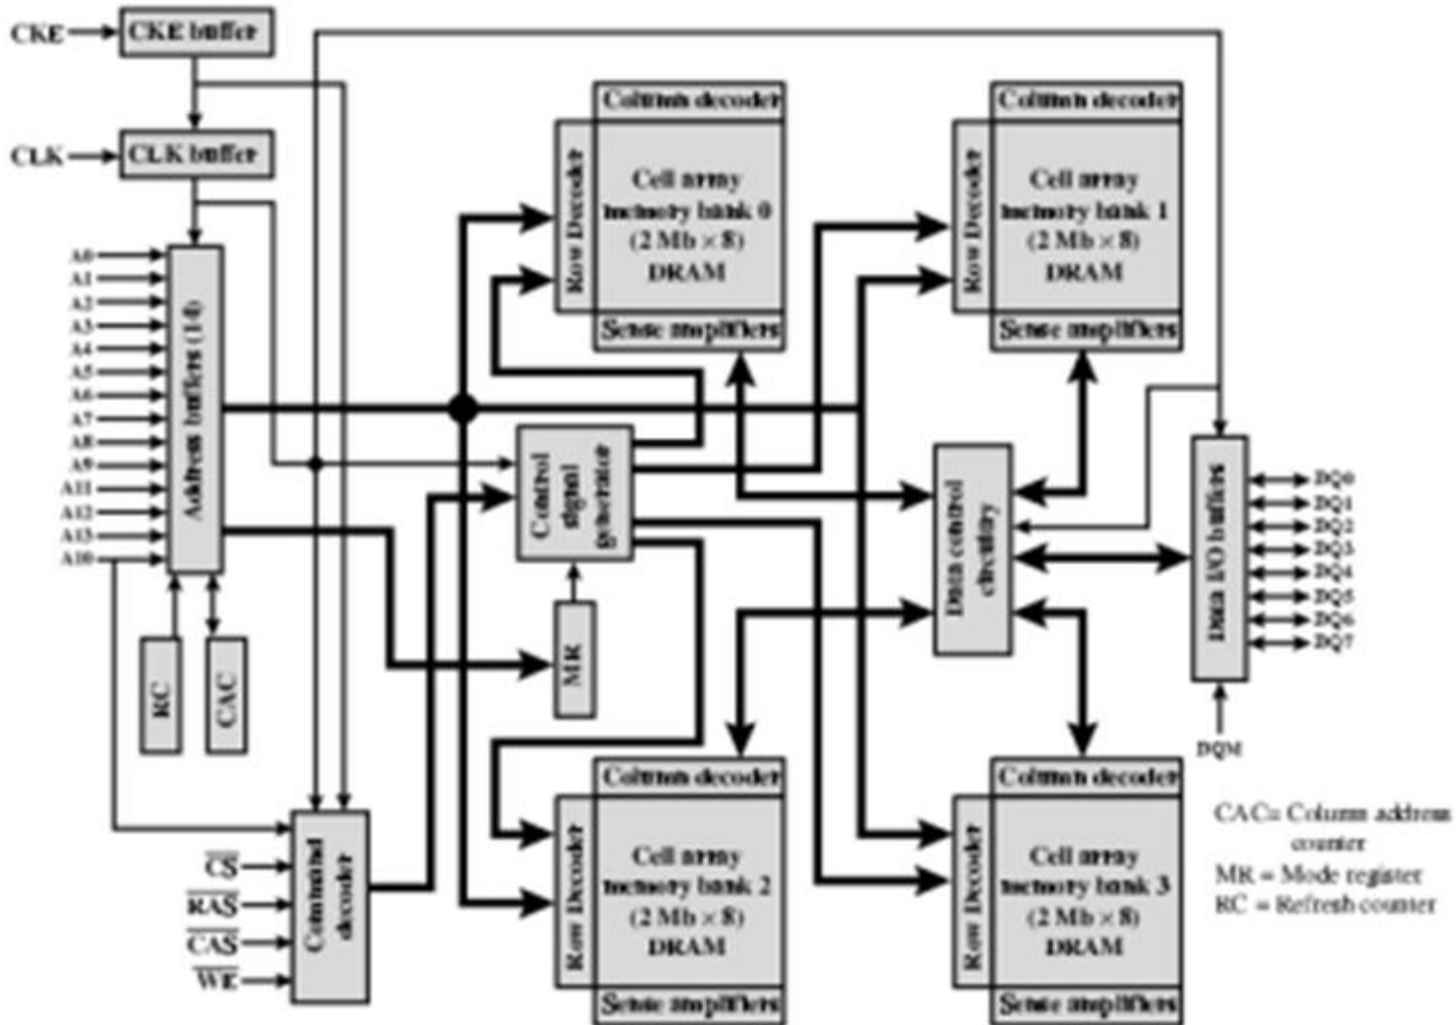 CKE
CKE buffer
CLK
CLK buffer
A0
A1
A2
A3
A4
A5
A6
A7
A8
A9
A11
A12
A13
A10
Address buffers (14)
RC
CAC
Command
decoder
C̅S̅
R̅A̅S̅
C̅A̅S̅
W̅E̅
Control
signal
generator
MR
Column decoder
Row Decoder
Cell array
memory bank 0
(2 Mb × 8)
DRAM
Sense amplifiers
Column decoder
Row Decoder
Cell array
memory bank 1
(2 Mb × 8)
DRAM
Sense amplifiers
Data control
circuitry
Data I/O buffers
DQ0
DQ1
DQ2
DQ3
DQ4
DQ5
DQ6
DQ7
DQM
Column decoder
Row Decoder
Cell array
memory bank 2
(2 Mb × 8)
DRAM
Sense amplifiers
Column decoder
Row Decoder
Cell array
memory bank 3
(2 Mb × 8)
DRAM
Sense amplifiers
CAC= Column address
counter
MR = Mode register
RC = Refresh counter